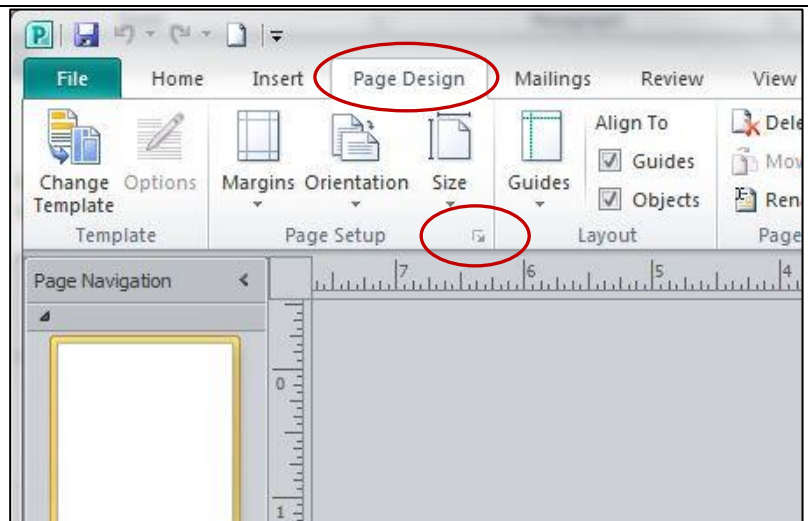 P
File Home Insert Page Design Mailings Review View
Change Template Options Margins Orientation Size Guides Align To
Guides
Objects
Template Page Setup Layout Page
Page Navigation
7 6 5 4
0
1